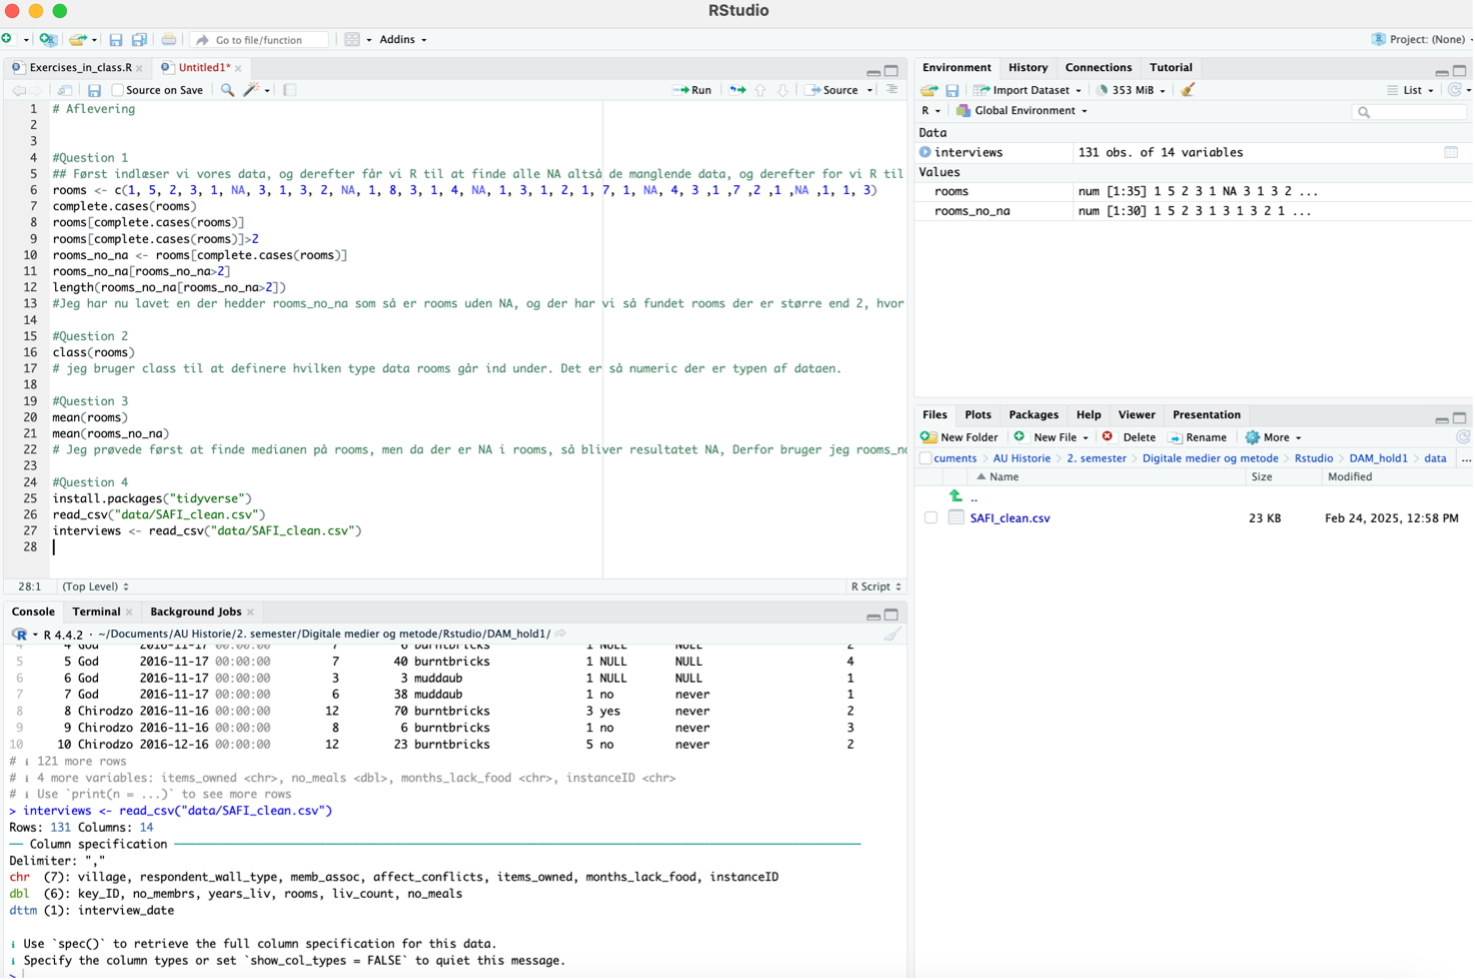 RStudio
Go to file/function
Addins
Project: (None)
Exercises_in_class.R
Untitled1*
Source on Save
Run
Source
1 # Aflevering
2
3
4 #Question 1
5 ## Først indlæser vi vores data, og derefter får vi R til at finde alle NA altså de manglende data, og derefter for vi R til
6 rooms <- c(1, 5, 2, 3, 1, NA, 3, 1, 3, 2, NA, 1, 8, 3, 1, 4, NA, 1, 3, 1, 2, 1, 7, 1, NA, 4, 3 ,1 ,7 ,2 ,1 ,NA ,1, 1, 3)
7 complete.cases(rooms)
8 rooms[complete.cases(rooms)]
9 rooms[complete.cases(rooms)]>2
10 rooms_no_na <- rooms[complete.cases(rooms)]
11 rooms_no_na[rooms_no_na>2]
12 length(rooms_no_na[rooms_no_na>2])
13 #Jeg har nu lavet en der hedder rooms_no_na som så er rooms uden NA, og der har vi så fundet rooms der er større end 2, hvor
14
15 #Question 2
16 class(rooms)
17 # jeg bruger class til at definere hvilken type data rooms går ind under. Det er så numeric der er typen af dataen.
18
19 #Question 3
20 mean(rooms)
21 mean(rooms_no_na)
22 # Jeg prøvede først at finde medianen på rooms, men da der er NA i rooms, så bliver resultatet NA, Derfor bruger jeg rooms_no
23
24 #Question 4
25 install.packages("tidyverse")
26 read_csv("data/SAFI_clean.csv")
27 interviews <- read_csv("data/SAFI_clean.csv")
28
28:1 (Top Level) R Script
Console Terminal Background Jobs
R 4.4.2 · ~/Documents/AU Historie/2. semester/Digitale medier og metode/Rstudio/DAM_hold1/
4 4 God 2016-11-17 00:00:00 7 6 burntbricks 1 NULL NULL 2
5 5 God 2016-11-17 00:00:00 7 40 burntbricks 1 NULL NULL 4
6 6 God 2016-11-17 00:00:00 3 3 muddaub 1 NULL NULL 1
7 7 God 2016-11-17 00:00:00 6 38 muddaub 1 no never 1
8 8 Chirodzo 2016-11-16 00:00:00 12 70 burntbricks 3 yes never 2
9 9 Chirodzo 2016-11-16 00:00:00 8 6 burntbricks 1 no never 3
10 10 Chirodzo 2016-12-16 00:00:00 12 23 burntbricks 5 no never 2
# ℹ 121 more rows
# ℹ 4 more variables: items_owned <chr>, no_meals <dbl>, months_lack_food <chr>, instanceID <chr>
# ℹ Use `print(n = ...)` to see more rows
> interviews <- read_csv("data/SAFI_clean.csv")
Rows: 131 Columns: 14
── Column specification ──
Delimiter: ","
chr (7): village, respondent_wall_type, memb_assoc, affect_conflicts, items_owned, months_lack_food, instanceID
dbl (6): key_ID, no_membrs, years_liv, rooms, liv_count, no_meals
dttm (1): interview_date
ℹ Use `spec()` to retrieve the full column specification for this data.
ℹ Specify the column types or set `show_col_types = FALSE` to quiet this message.
>
Environment History Connections Tutorial
Import Dataset 353 MiB List
R Global Environment
Data
interviews 131 obs. of 14 variables
Values
rooms num [1:35] 1 5 2 3 1 NA 3 1 3 2 ...
rooms_no_na num [1:30] 1 5 2 3 1 3 1 3 2 1 ...
Files Plots Packages Help Viewer Presentation
New Folder New File Delete Rename More
cuments > AU Historie > 2. semester > Digitale medier og metode > Rstudio > DAM_hold1 > data ...
Name Size Modified
..
SAFI_clean.csv 23 KB Feb 24, 2025, 12:58 PM